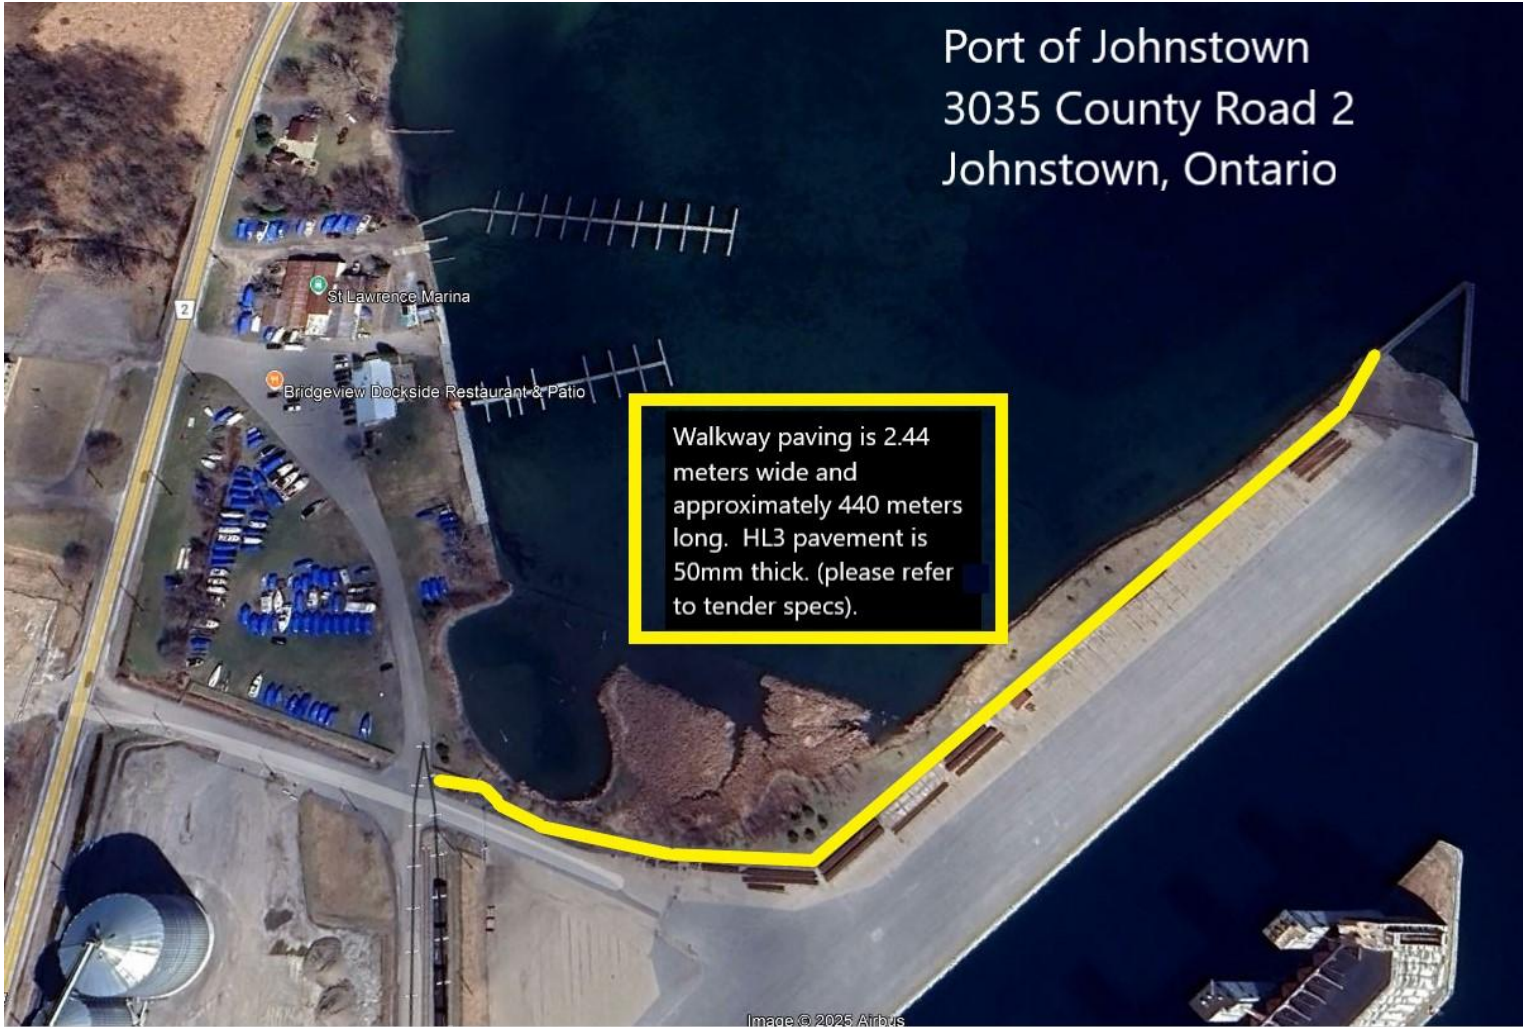 Port of Johnstown
3035 County Road 2
Johnstown, Ontario
2
St Lawrence Marina
Bridgeview Dockside Restaurant & Patio
Walkway paving is 2.44
meters wide and
approximately 440 meters
long.  HL3 pavement is
50mm thick. (please refer
to tender specs).
Image © 2025 Airbus